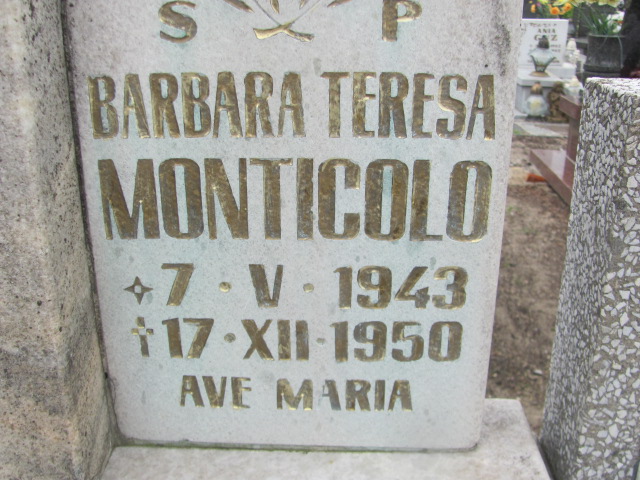 S P
BARBARA TERESA
MONTICOLO
7 · V · 1943
† 17 · XII · 1950
AVE MARIA